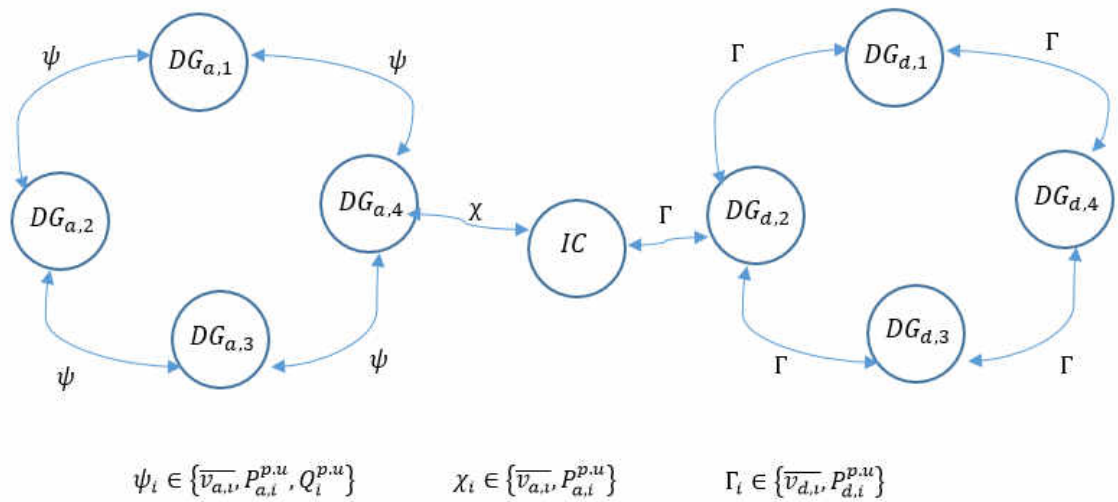 ψ DG_{a,1} ψ Γ DG_{d,1} Γ
DG_{a,2} DG_{a,4} χ IC Γ DG_{d,2} DG_{d,4}
ψ DG_{a,3} ψ Γ DG_{d,3} Γ
ψ_i ∈ {\overline{v_{a,ı}}, P_{a,i}^{p.u}, Q_i^{p.u}} χ_i ∈ {\overline{v_{a,ı}}, P_{a,i}^{p.u}} Γ_i ∈ {\overline{v_{d,ı}}, P_{d,i}^{p.u}}